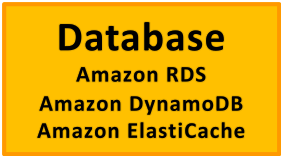 Database
Amazon RDS
Amazon DynamoDB
Amazon ElastiCache